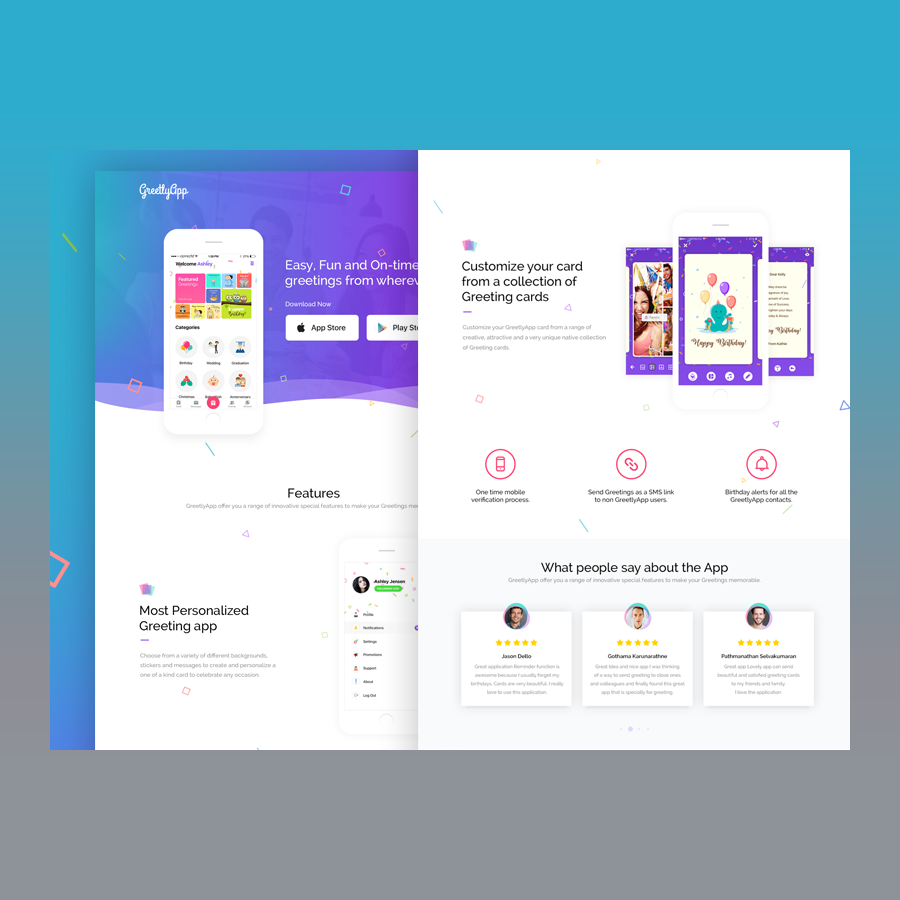 GreetlyApp
Welcome Ashley,
Featured
Greetings
Categories
Birthday
Wedding
Graduation
Christmas
Anniversary
Easy, Fun and On-time
greetings from wherev
Download Now
App Store
Play Sto
Features
GreetlyApp offer you a range of innovative special features to make your Greetings me
Most Personalized
Greeting app
Choose from a variety of different backgrounds,
stickers and messages to create and personalize a
one of a kind card to celebrate any occasion.
Ashley Jensen
Profile
Notifications
Settings
Promotions
Support
About
Log Out
Customize your card
from a collection of
Greeting cards
Customize your GreetlyApp card from a range of
creative, attractive and a very unique native collection
of Greeting cards.
Happy Birthday!
Dear Kelly
One time mobile
verification process.
Send Greetings as a SMS link
to non GreetlyApp users.
Birthday alerts for all the
GreetlyApp contacts.
What people say about the App
GreetlyApp offer you a range of innovative special features to make your Greetings memorable
Jason Dello
Great application Reminder function is
awesome because I usually forget my
birthdays. Cards are very beautiful. I really
love to use this application.
Gothama Karunarathne
Great Idea and nice app I was thinking
of a way to send greeting to close ones
and colleagues and finally found this great
app that is specially for greeting.
Pathmanathan Selvakumaran
Great app Lovely app can send
beautiful and satisfied greeting cards
to my friends and family.
I love the application.